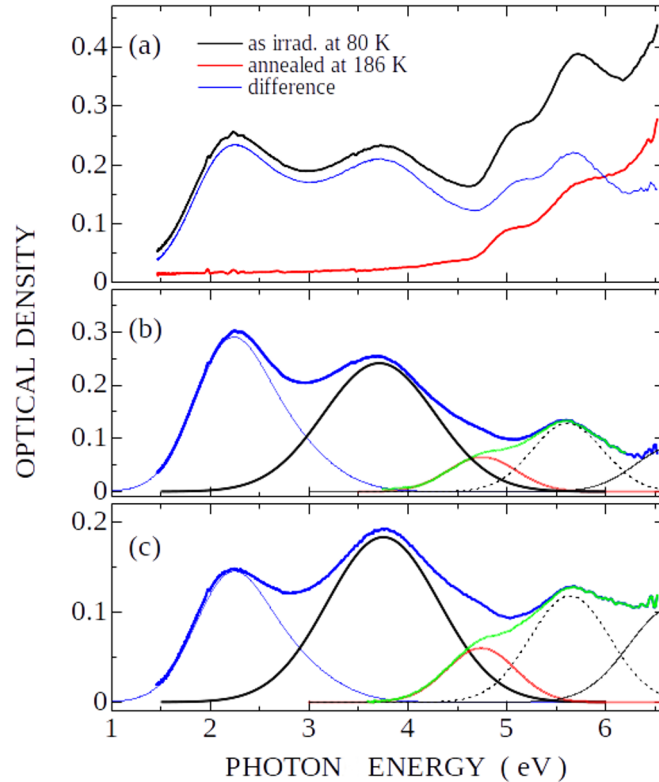 (a)
as irrad. at 80 K
annealed at 186 K
difference
0.4
0.3
0.2
0.1
0
OPTICAL DENSITY
(b)
0.3
0.2
0.1
0
(c)
0.2
0.1
0
1 2 3 4 5 6
PHOTON ENERGY ( eV )